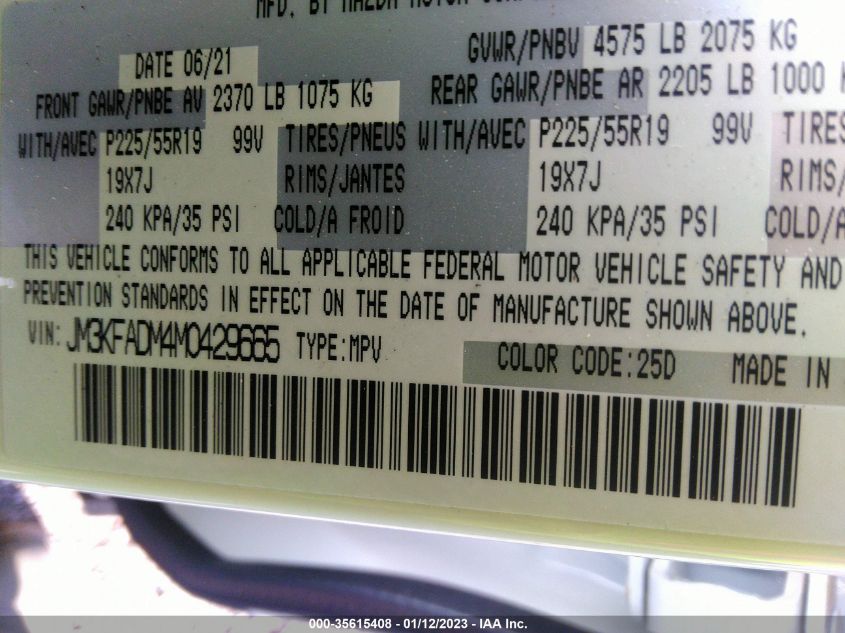 MFD. BY MAZDA MOTOR
GVWR/PNBV 4575 LB 2075 KG
DATE 06/21
FRONT GAWR/PNBE AV 2370 LB 1075 KG REAR GAWR/PNBE AR 2205 LB 1000
WITH/AVEC P225/55R19 99V TIRES/PNEUS WITH/AVEC P225/55R19 99V TIRES
19X7J RIMS/JANTES 19X7J RIMS/
240 KPA/35 PSI COLD/A FROID 240 KPA/35 PSI COLD/A
THIS VEHICLE CONFORMS TO ALL APPLICABLE FEDERAL MOTOR VEHICLE SAFETY AND
PREVENTION STANDARDS IN EFFECT ON THE DATE OF MANUFACTURE SHOWN ABOVE.
VIN: JM3KFADM4M0429665 TYPE:MPV COLOR CODE:25D MADE IN
000-35615408 - 01/12/2023 - IAA Inc.